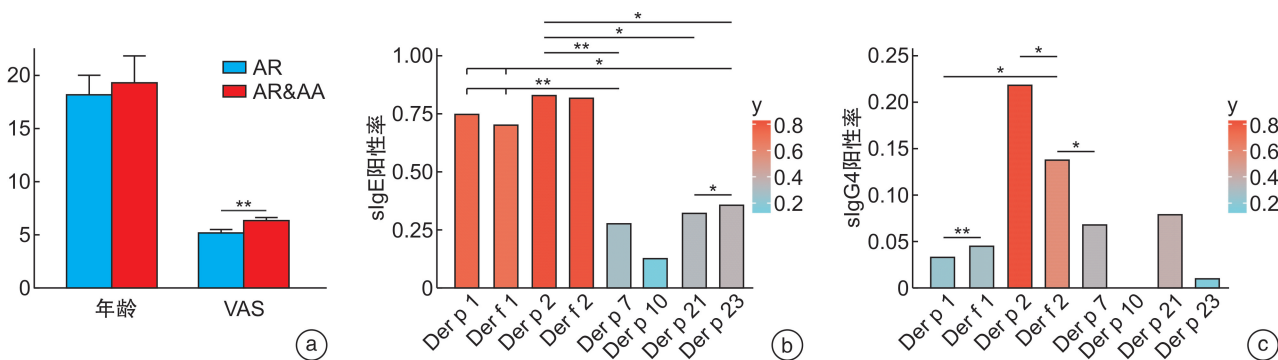 20
15
10
5
0
AR
AR&AA
**
年龄
VAS
a
sIgE阳性率
1.00
0.75
0.50
0.25
0
*
*
**
*
**
*
y
0.8
0.6
0.4
0.2
Der p 1
Der f 1
Der p 2
Der f 2
Der p 7
Der p 10
Der p 21
Der p 23
b
sIgG4阳性率
0.25
0.20
0.15
0.10
0.05
0
*
*
*
**
y
0.8
0.6
0.4
0.2
Der p 1
Der f 1
Der p 2
Der f 2
Der p 7
Der p 10
Der p 21
Der p 23
c